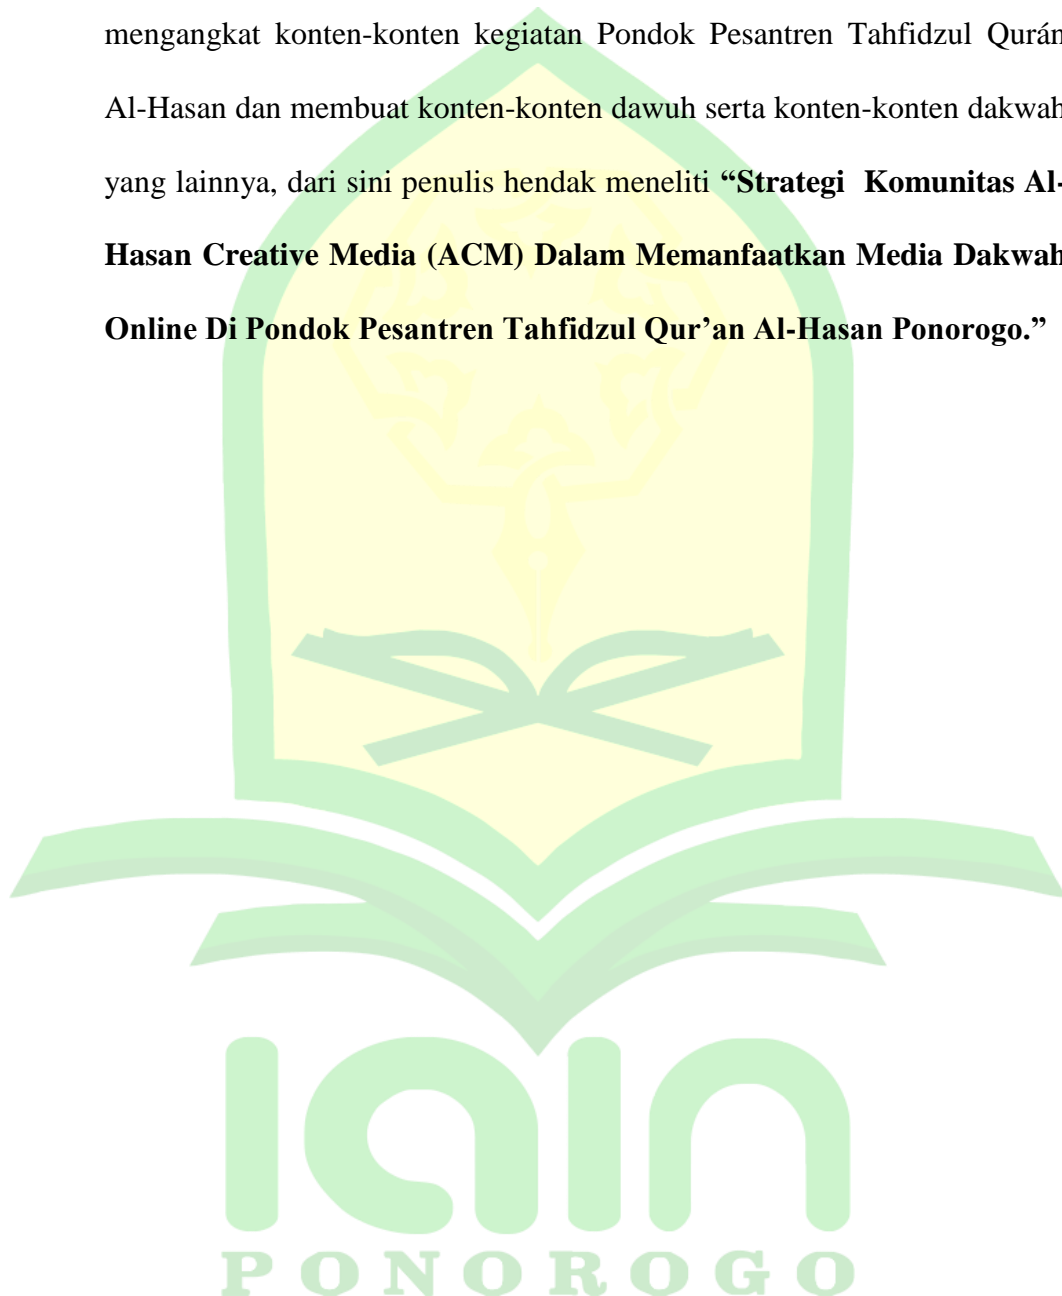 mengangkat konten-konten kegiatan Pondok Pesantren Tahfidzul Qurán
Al-Hasan dan membuat konten-konten dawuh serta konten-konten dakwah
yang lainnya, dari sini penulis hendak meneliti “Strategi Komunitas Al-
Hasan Creative Media (ACM) Dalam Memanfaatkan Media Dakwah
Online Di Pondok Pesantren Tahfidzul Qur’an Al-Hasan Ponorogo.”
iain
PONOROGO